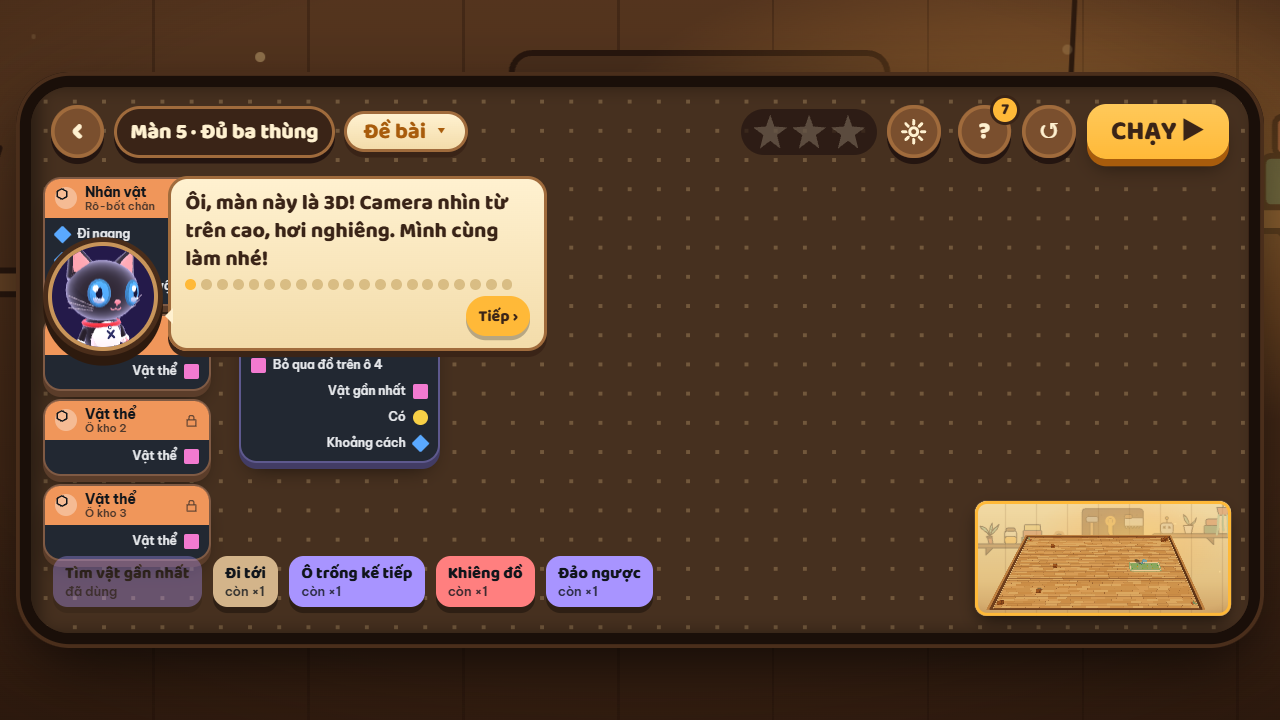 Màn 5 · Đủ ba thùng
Đề bài
?
7
CHẠY
Nhân vật
Rô-bốt chân
Đi ngang
Ôi, màn này là 3D! Camera nhìn từ
trên cao, hơi nghiêng. Mình cùng
làm nhé!
Tiếp ›
Vật thể
Vật thể
Ô kho 2
Vật thể
Vật thể
Ô kho 3
Vật thể
Bỏ qua đồ trên ô 4
Vật gần nhất
Có
Khoảng cách
Tìm vật gần nhất
đã dùng
Đi tới
còn ×1
Ô trống kế tiếp
còn ×1
Khiêng đồ
còn ×1
Đảo ngược
còn ×1